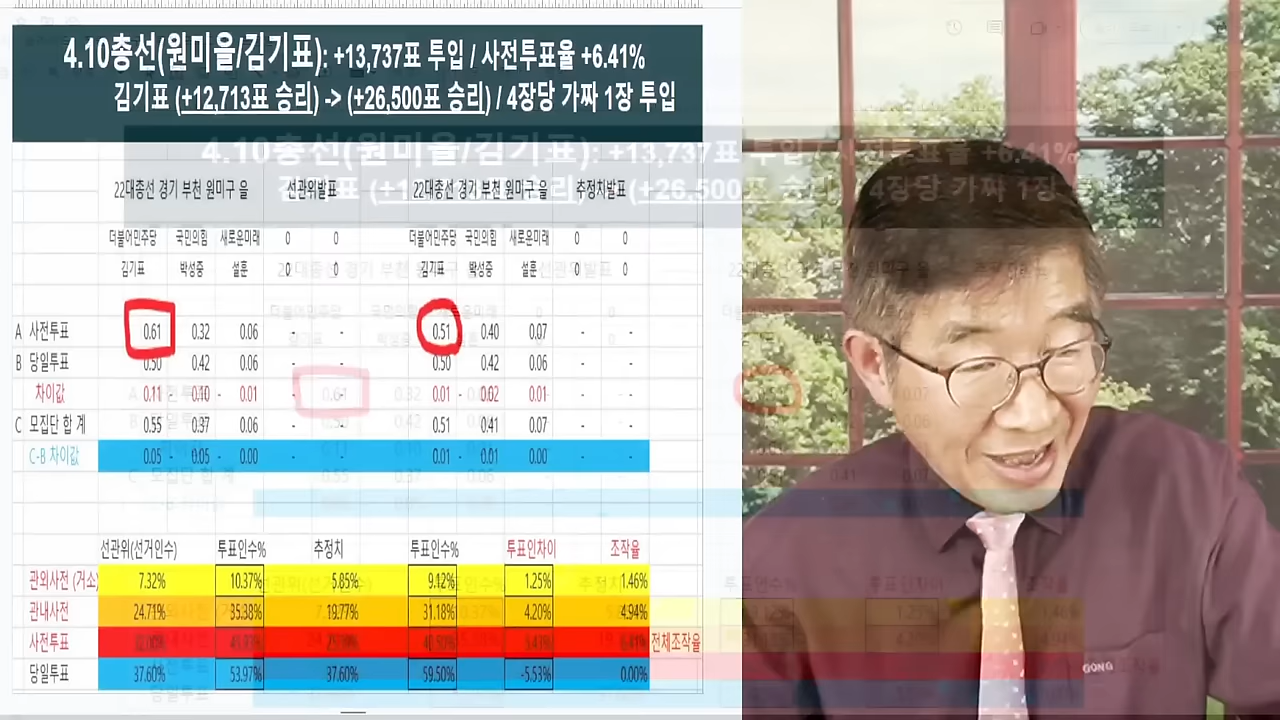 4.10총선(원미을/김기표): +13,737표 투입 / 사전투표율 +6.41%
김기표 (+12,713표 승리) -> (+26,500표 승리) / 4장당 가짜 1장 투입
22대총선 경기 부천 원미구 을 선관위발표 22대총선 경기 부천 원미구 을 추정치발표
더불어민주당 국민의힘 새로운미래 0 0 더불어민주당 국민의힘 새로운미래 0 0
김기표 박성중 설훈 0 0 김기표 박성중 설훈 0 0
A 사전투표 0.61 0.32 0.06 - - 0.51 0.40 0.07 - -
B 당일투표 0.50 0.42 0.06 - - 0.50 0.42 0.06 - -
차이값 0.11 - 0.10 - 0.01 - - 0.01 - 0.02 0.01 - -
C 모집단 합 계 0.55 0.37 0.06 - - 0.51 0.41 0.07 - -
C-B 차이값 0.05 - 0.05 - 0.00 - - 0.01 - 0.01 0.00 - -
선관위(선거인수) 투표인수% 추정치 투표인수% 투표인차이 조작율
관외사전 (거소) 7.32% 10.37% 5.85% 9.12% 1.25% 1.46%
관내사전 24.71% 35.38% 19.77% 31.18% 4.20% 4.94%
사전투표 6.41% 전체조작율
당일투표 37.60% 53.97% 37.60% 59.50% -5.53% 0.00%
GONG